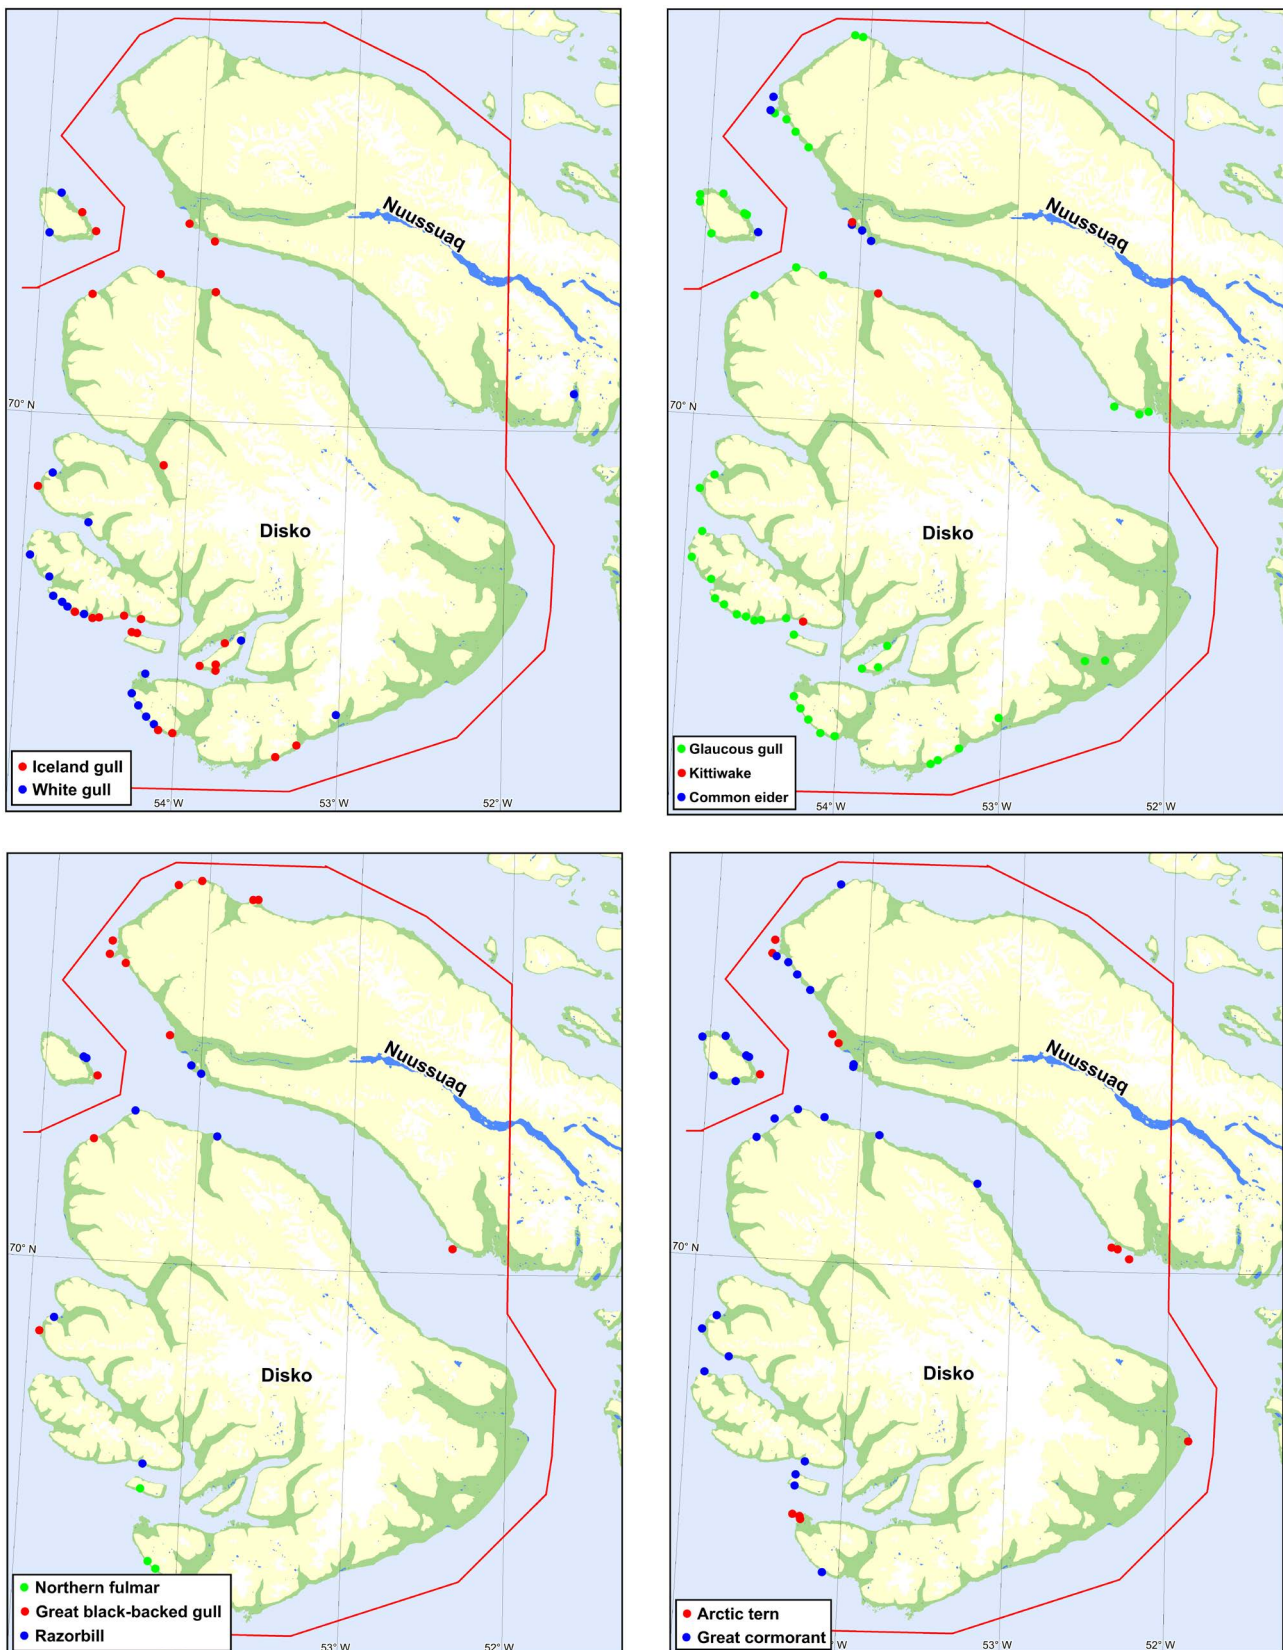 Nuussuaq
70° N
Disko
Iceland gull
White gull
54° W
53° W
52° W
Nuussuaq
70° N
Disko
Glaucous gull
Kittiwake
Common eider
54° W
53° W
52° W
Nuussuaq
70° N
Disko
Northern fulmar
Great black-backed gull
Razorbill
53° W
52° W
Nuussuaq
70° N
Disko
Arctic tern
Great cormorant
53° W
52° W